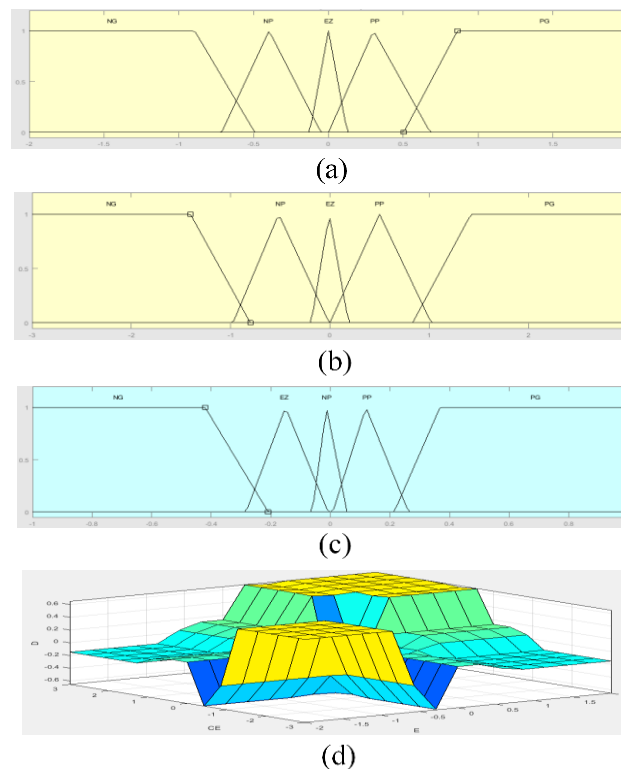 NG NP EZ PP PG
1
0.5
0
-2 -1.5 -1 -0.5 0 0.5 1 1.5
(a)
NG NP EZ PP PG
1
0.5
0
-3 -2 -1 0 1 2
(b)
NG EZ NP PP PG
1
0.5
0
-1 -0.8 -0.6 -0.4 -0.2 0 0.2 0.4 0.6 0.8
(c)
0.6
0.4
0.2
0
-0.2
-0.4
-0.6
D
3 2 1 0 -1 -2 -3
CE
-2 -1.5 -1 -0.5 0 0.5 1 1.5
E
(d)